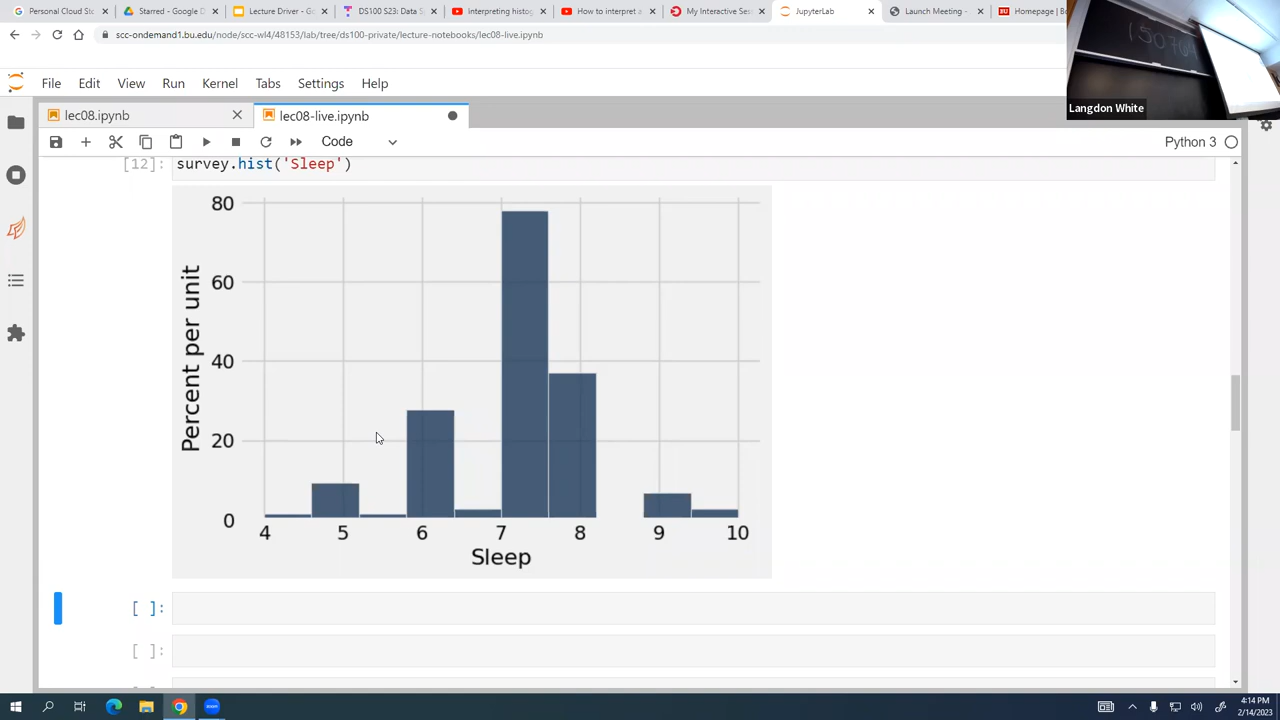 Personal Cloud Sto
Starred - Google D
Lecture Driver - Go
DS100 S23: Data S
Interpreting histog
How to interpret a
My Interactive Ses
JupyterLab
Launch Meeting -
Homepage | Bo
scc-ondemand1.bu.edu/node/scc-wl4/48153/lab/tree/ds100-private/lecture-notebooks/lec08-live.ipynb
Langdon White
File Edit View Run Kernel Tabs Settings Help
lec08.ipynb
lec08-live.ipynb
Code
Python 3
[12]: survey.hist('Sleep')
80
60
40
20
0
Percent per unit
4 5 6 7 8 9 10
Sleep
[ ]:
[ ]:
4:14 PM
2/14/2023